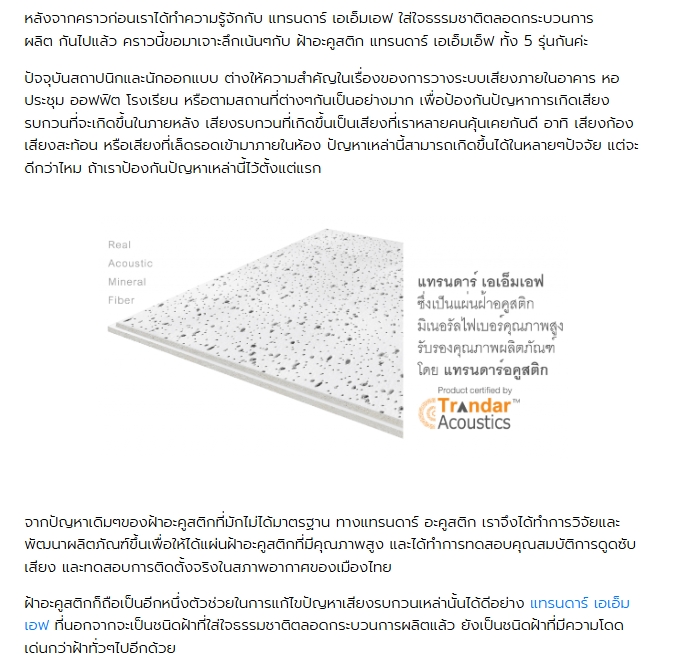 หลังจากคราวก่อนเราได้ทำความรู้จักกับ แทรนดาร์ เอเอ็มเอฟ ใส่ใจธรรมชาติตลอดกระบวนการ
ผลิต กันไปแล้ว คราวนี้ขอมาเจาะลึกเน้นๆกับ ฝ้าอะคูสติก แทรนดาร์ เอเอ็มเอ็ฟ ทั้ง 5 รุ่นกันค่ะ
ปัจจุบันสถาปนิกและนักออกแบบ ต่างให้ความสำคัญในเรื่องของการวางระบบเสียงภายในอาคาร หอ
ประชุม ออฟฟิต โรงเรียน หรือตามสถานที่ต่างๆกันเป็นอย่างมาก เพื่อป้องกันปัญหาการเกิดเสียง
รบกวนที่จะเกิดขึ้นในภายหลัง เสียงรบกวนที่เกิดขึ้นเป็นเสียงที่เราหลายคนคุ้นเคยกันดี อาทิ เสียงก้อง
เสียงสะท้อน หรือเสียงที่เล็ดรอดเข้ามาภายในห้อง ปัญหาเหล่านี้สามารถเกิดขึ้นได้ในหลายๆปัจจัย แต่จะ
ดีกว่าไหม ถ้าเราป้องกันปัญหาเหล่านี้ไว้ตั้งแต่แรก
Real
Acoustic
Mineral
Fiber
แทรนดาร์ เอเอ็มเอฟ
ซึ่งเป็นแผ่นฝ้าอคูสติก
มิเนอรัลไฟเบอร์คุณภาพสูง
รับรองคุณภาพผลิตภัณฑ์
โดย แทรนดาร์อคูสติก
Product certified by
Trandar™
Acoustics
จากปัญหาเดิมๆของฝ้าอะคูสติกที่มักไม่ได้มาตรฐาน ทางแทรนดาร์ อะคูสติก เราจึงได้ทำการวิจัยและ
พัฒนาผลิตภัณฑ์ขึ้นเพื่อให้ได้แผ่นฝ้าอะคูสติกที่มีคุณภาพสูง และได้ทำการทดสอบคุณสมบัติการดูดซับ
เสียง และทดสอบการติดตั้งจริงในสภาพอากาศของเมืองไทย
ฝ้าอะคูสติกก็ถือเป็นอีกหนึ่งตัวช่วยในการแก้ไขปัญหาเสียงรบกวนเหล่านั้นได้ดีอย่าง แทรนดาร์ เอเอ็ม
เอฟ ที่นอกจากจะเป็นชนิดฝ้าที่ใส่ใจธรรมชาติตลอดกระบวนการผลิตแล้ว ยังเป็นชนิดฝ้าที่มีความโดด
เด่นกว่าฝ้าทั่วๆไปอีกด้วย